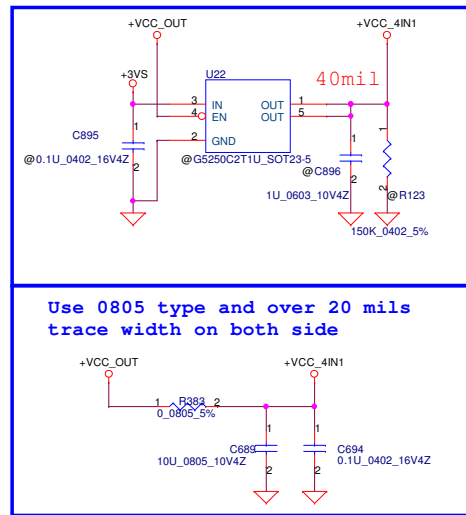 +VCC_OUT
+VCC_4IN1
+3VS
U22
40mil
3
IN
OUT
1
4
EN
OUT
5
2
GND
1
C895
@0.1U_0402_16V4Z
2
@G5250C2T1U_SOT23-5
1
@C896
2
1U_0603_10V4Z
1
2
@R123
150K_0402_5%
Use 0805 type and over 20 mils
trace width on both side
+VCC_OUT
+VCC_4IN1
1
R383
2
0_0805_5%
1
C689
10U_0805_10V4Z
2
1
C694
0.1U_0402_16V4Z
2